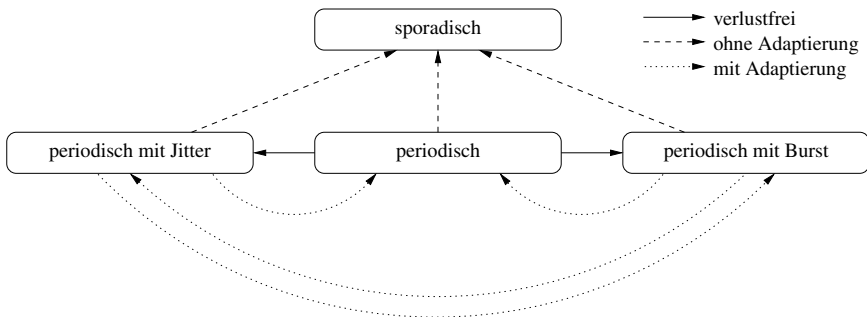 sporadisch
verlustfrei
ohne Adaptierung
mit Adaptierung
periodisch mit Jitter
periodisch
periodisch mit Burst